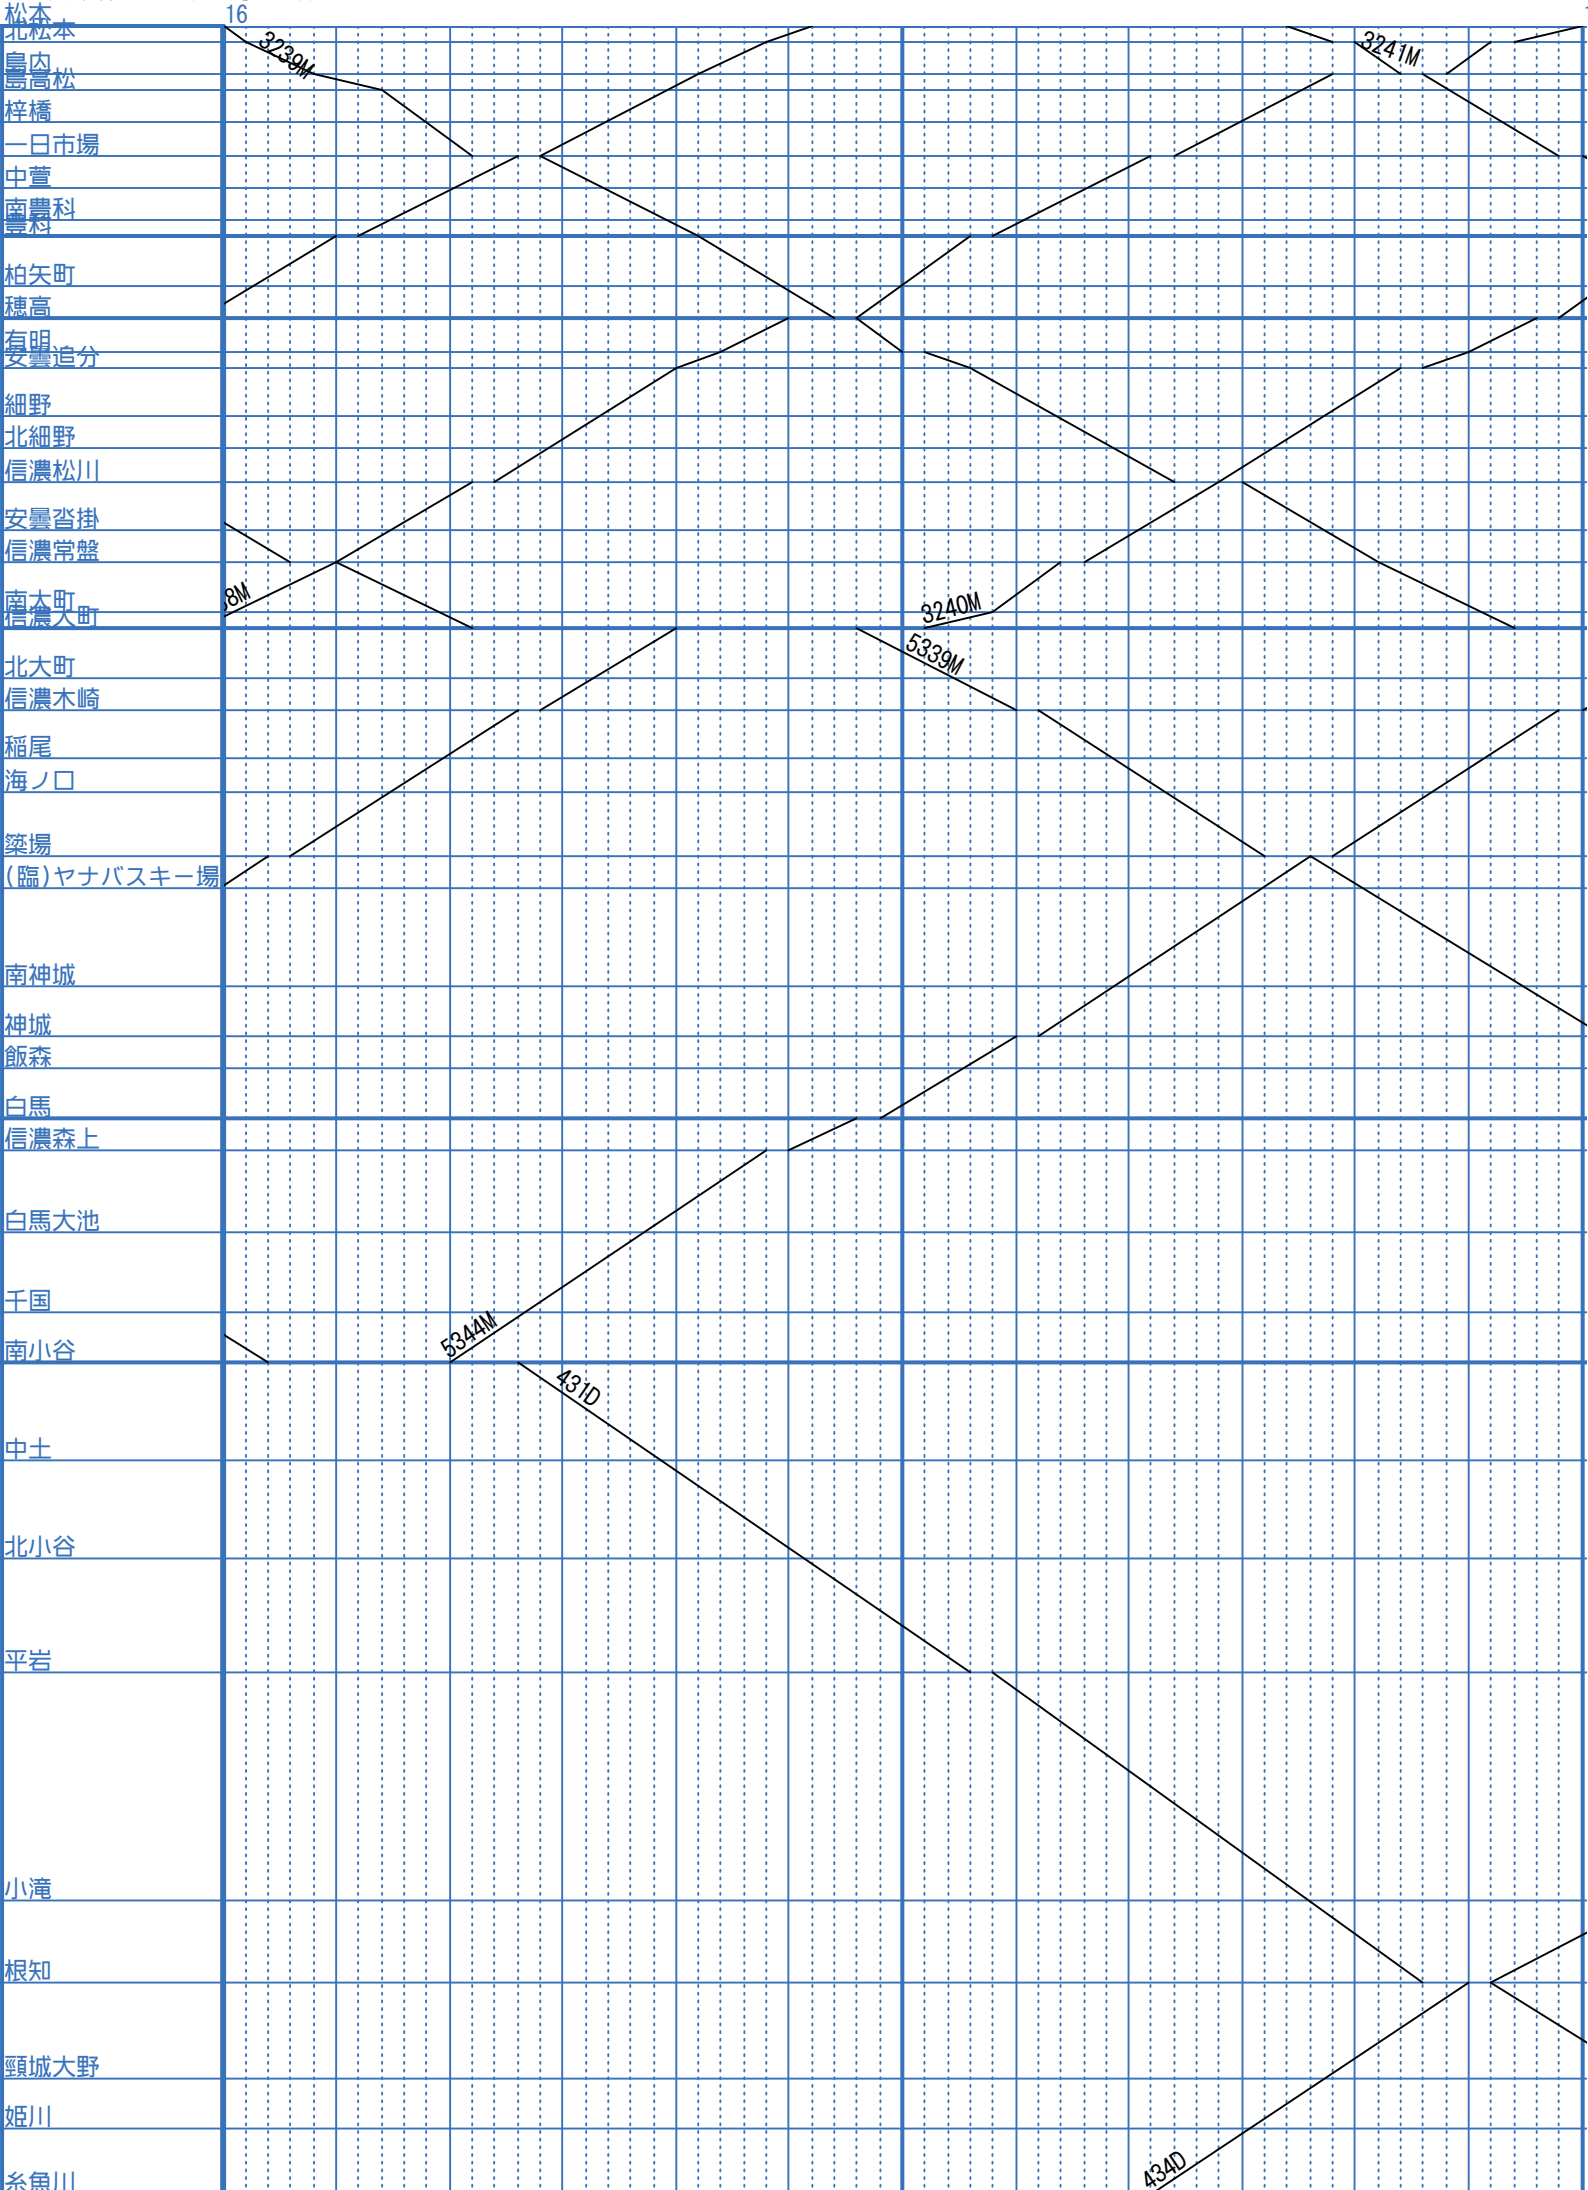 松本
16
北松本
島内
島高松
梓橋
一日市場
中萱
南豊科
豊科
柏矢町
穂高
有明
安曇追分
細野
北細野
信濃松川
安曇沓掛
信濃常盤
南大町
信濃大町
北大町
信濃木崎
稲尾
海ノ口
簗場
(臨)ヤナバスキー場
南神城
神城
飯森
白馬
信濃森上
白馬大池
千国
南小谷
中土
北小谷
平岩
小滝
根知
頸城大野
姫川
糸魚川
3239M
3241M
8M
3240M
5339M
5344M
431D
434D